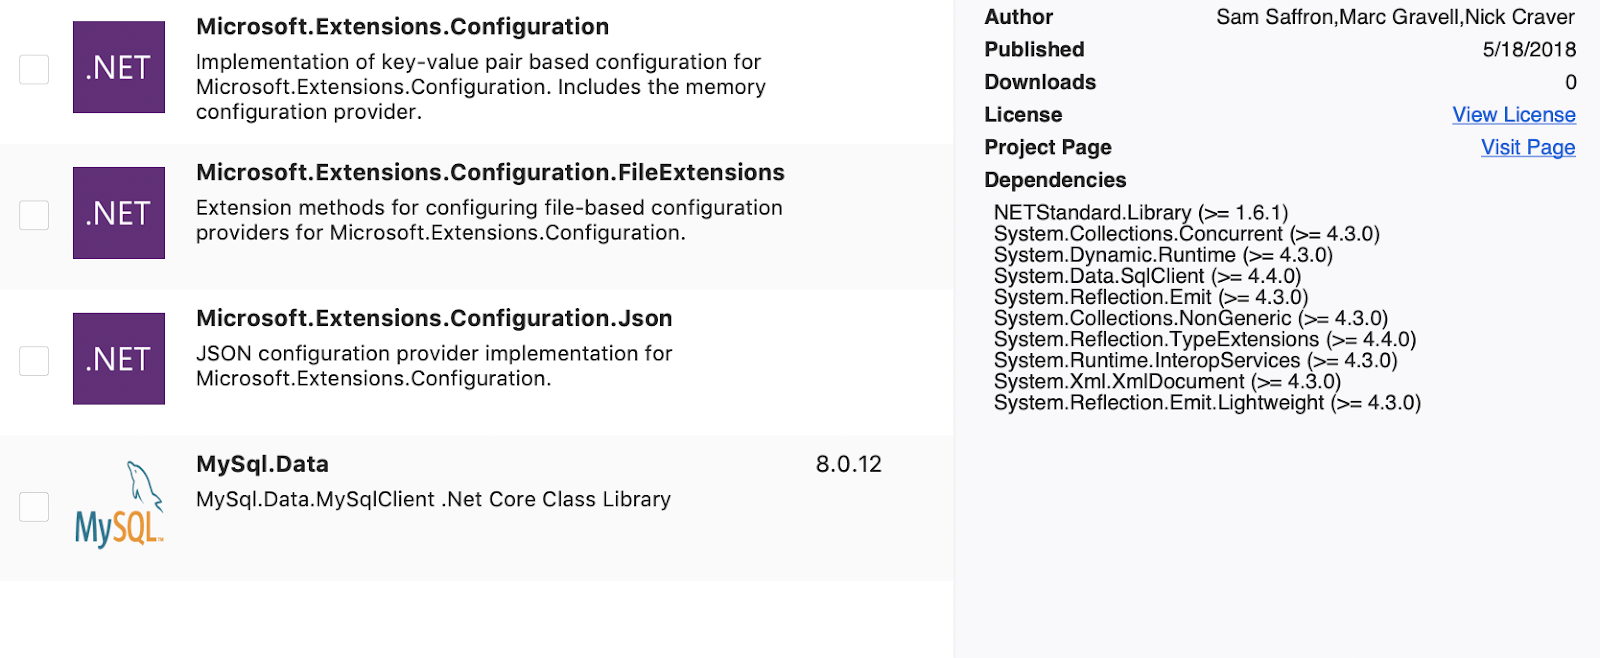 .NET
Microsoft.Extensions.Configuration
Implementation of key-value pair based configuration for
Microsoft.Extensions.Configuration. Includes the memory
configuration provider.
.NET
Microsoft.Extensions.Configuration.FileExtensions
Extension methods for configuring file-based configuration
providers for Microsoft.Extensions.Configuration.
.NET
Microsoft.Extensions.Configuration.Json
JSON configuration provider implementation for
Microsoft.Extensions.Configuration.
MySQL™
MySql.Data 8.0.12
MySql.Data.MySqlClient .Net Core Class Library
Author Sam Saffron,Marc Gravell,Nick Craver
Published 5/18/2018
Downloads 0
License View License
Project Page Visit Page
Dependencies
NETStandard.Library (>= 1.6.1)
System.Collections.Concurrent (>= 4.3.0)
System.Dynamic.Runtime (>= 4.3.0)
System.Data.SqlClient (>= 4.4.0)
System.Reflection.Emit (>= 4.3.0)
System.Collections.NonGeneric (>= 4.3.0)
System.Reflection.TypeExtensions (>= 4.4.0)
System.Runtime.InteropServices (>= 4.3.0)
System.Xml.XmlDocument (>= 4.3.0)
System.Reflection.Emit.Lightweight (>= 4.3.0)